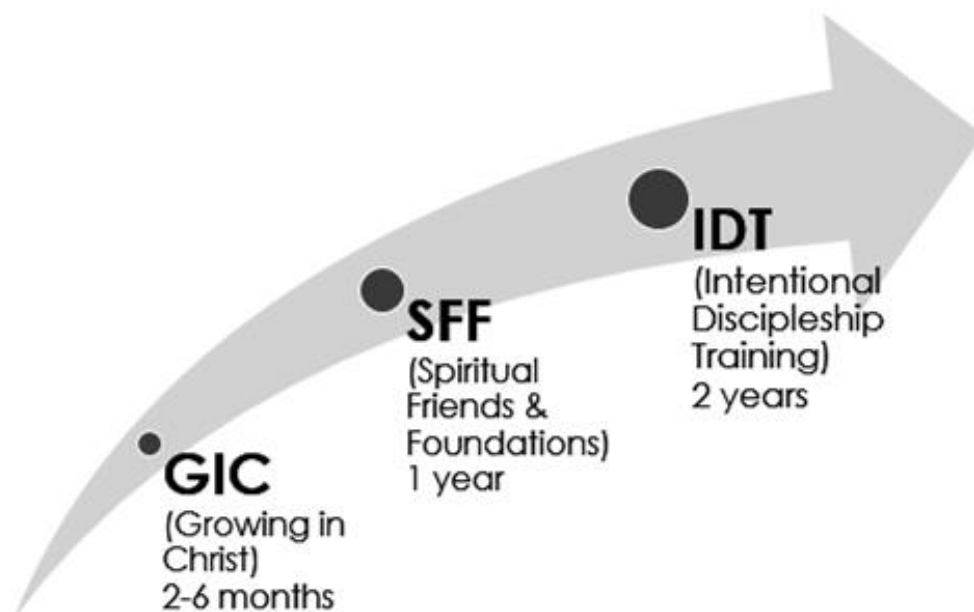 GIC
(Growing in
Christ)
2-6 months
SFF
(Spiritual
Friends &
Foundations)
1 year
IDT
(Intentional
Discipleship
Training)
2 years